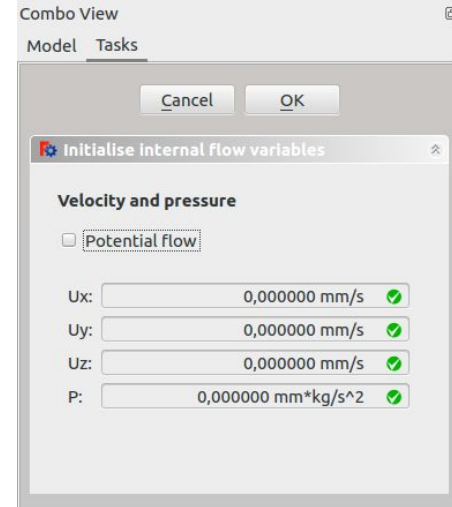 Combo View
Model Tasks
Cancel OK
Initialise internal flow variables
Velocity and pressure
Potential flow
Ux: 0,000000 mm/s
Uy: 0,000000 mm/s
Uz: 0,000000 mm/s
P: 0,000000 mm*kg/s^2